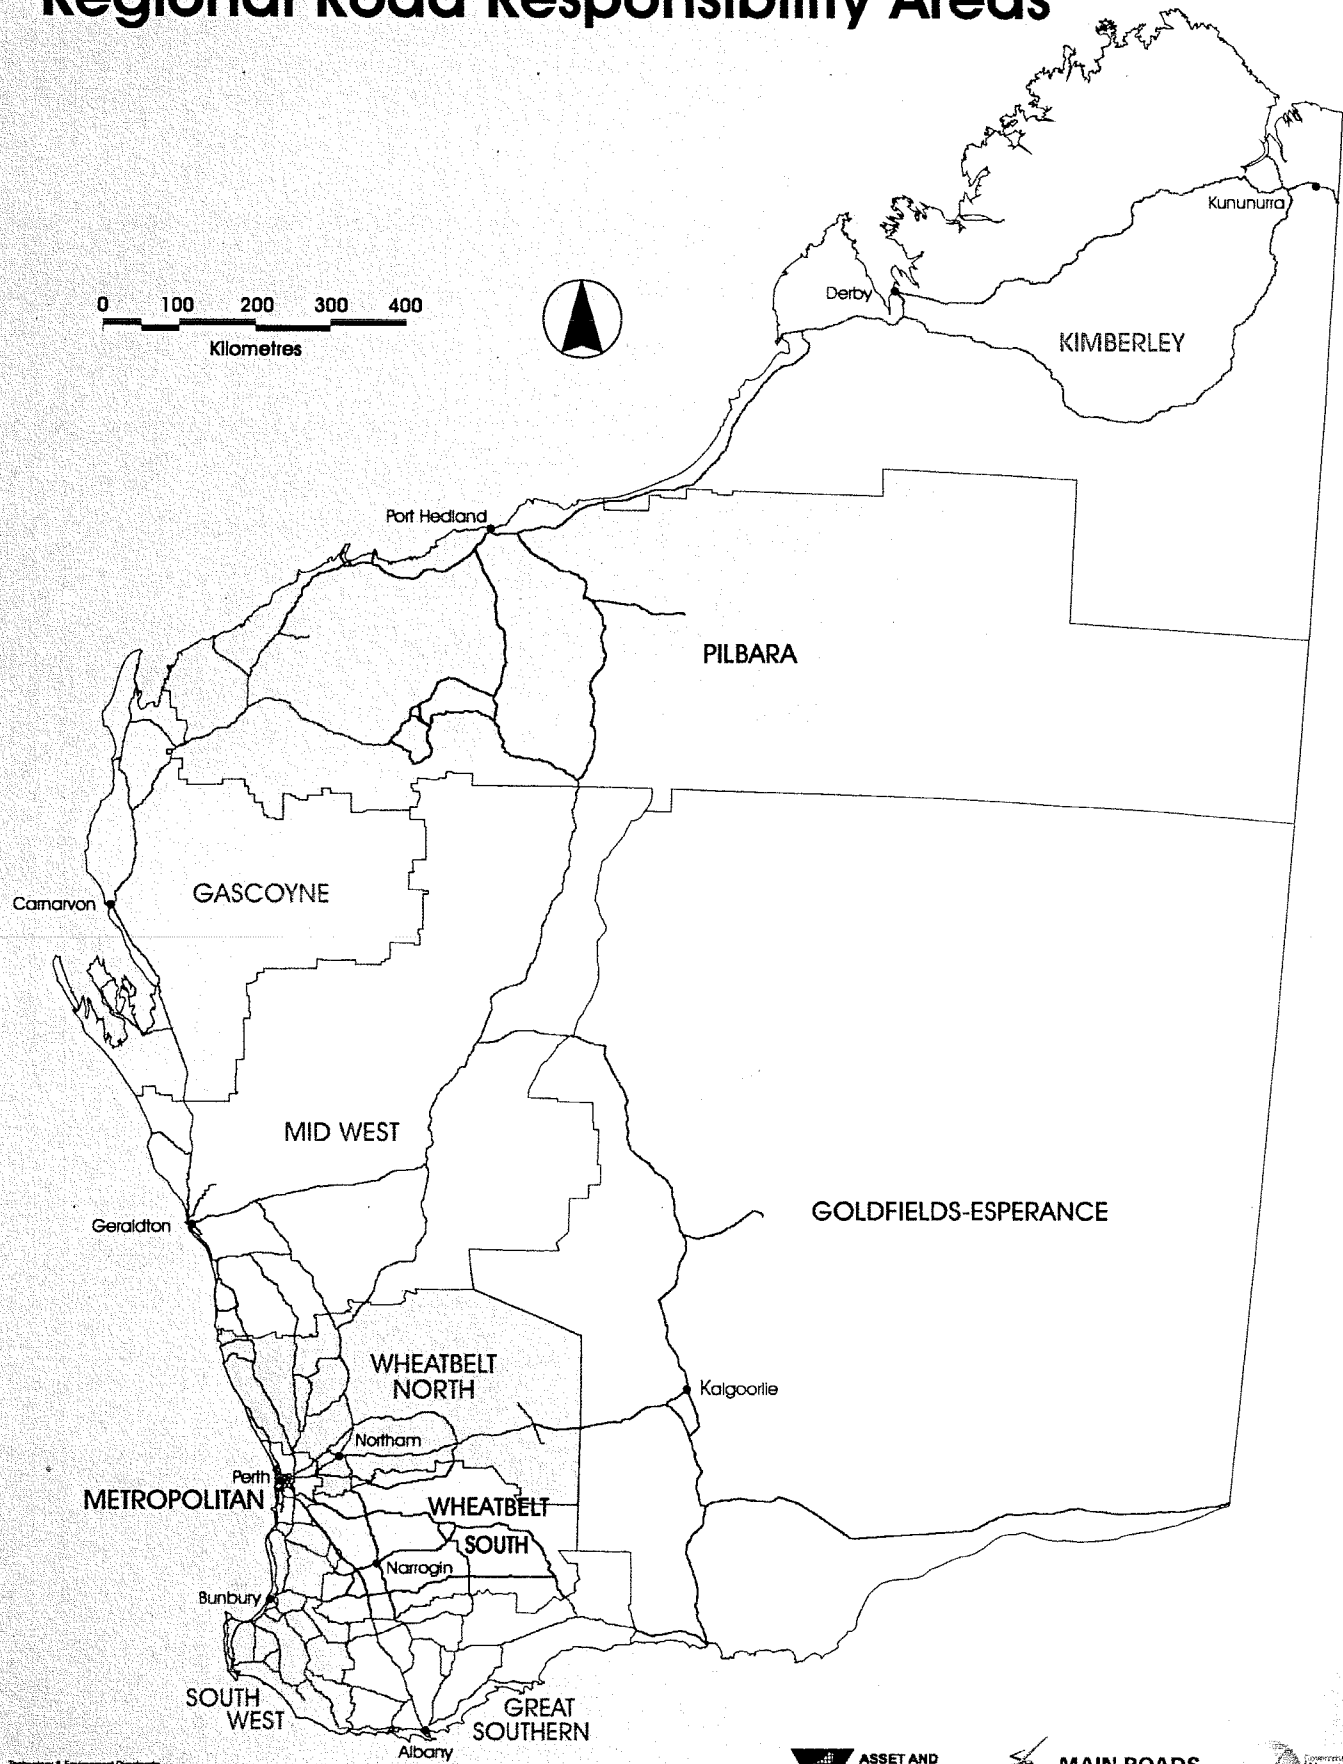 Regional Road Responsibility Areas
Kununurra
0 100 200 300 400
Kilometres
Derby
KIMBERLEY
Port Hedland
PILBARA
GASCOYNE
Carnarvon
MID WEST
GOLDFIELDS-ESPERANCE
Geraldton
WHEATBELT
NORTH
Kalgoorlie
Northam
Perth
METROPOLITAN
WHEATBELT
SOUTH
Narrogin
Bunbury
SOUTH
WEST
GREAT
SOUTHERN
Albany
ASSET AND
MAIN ROADS